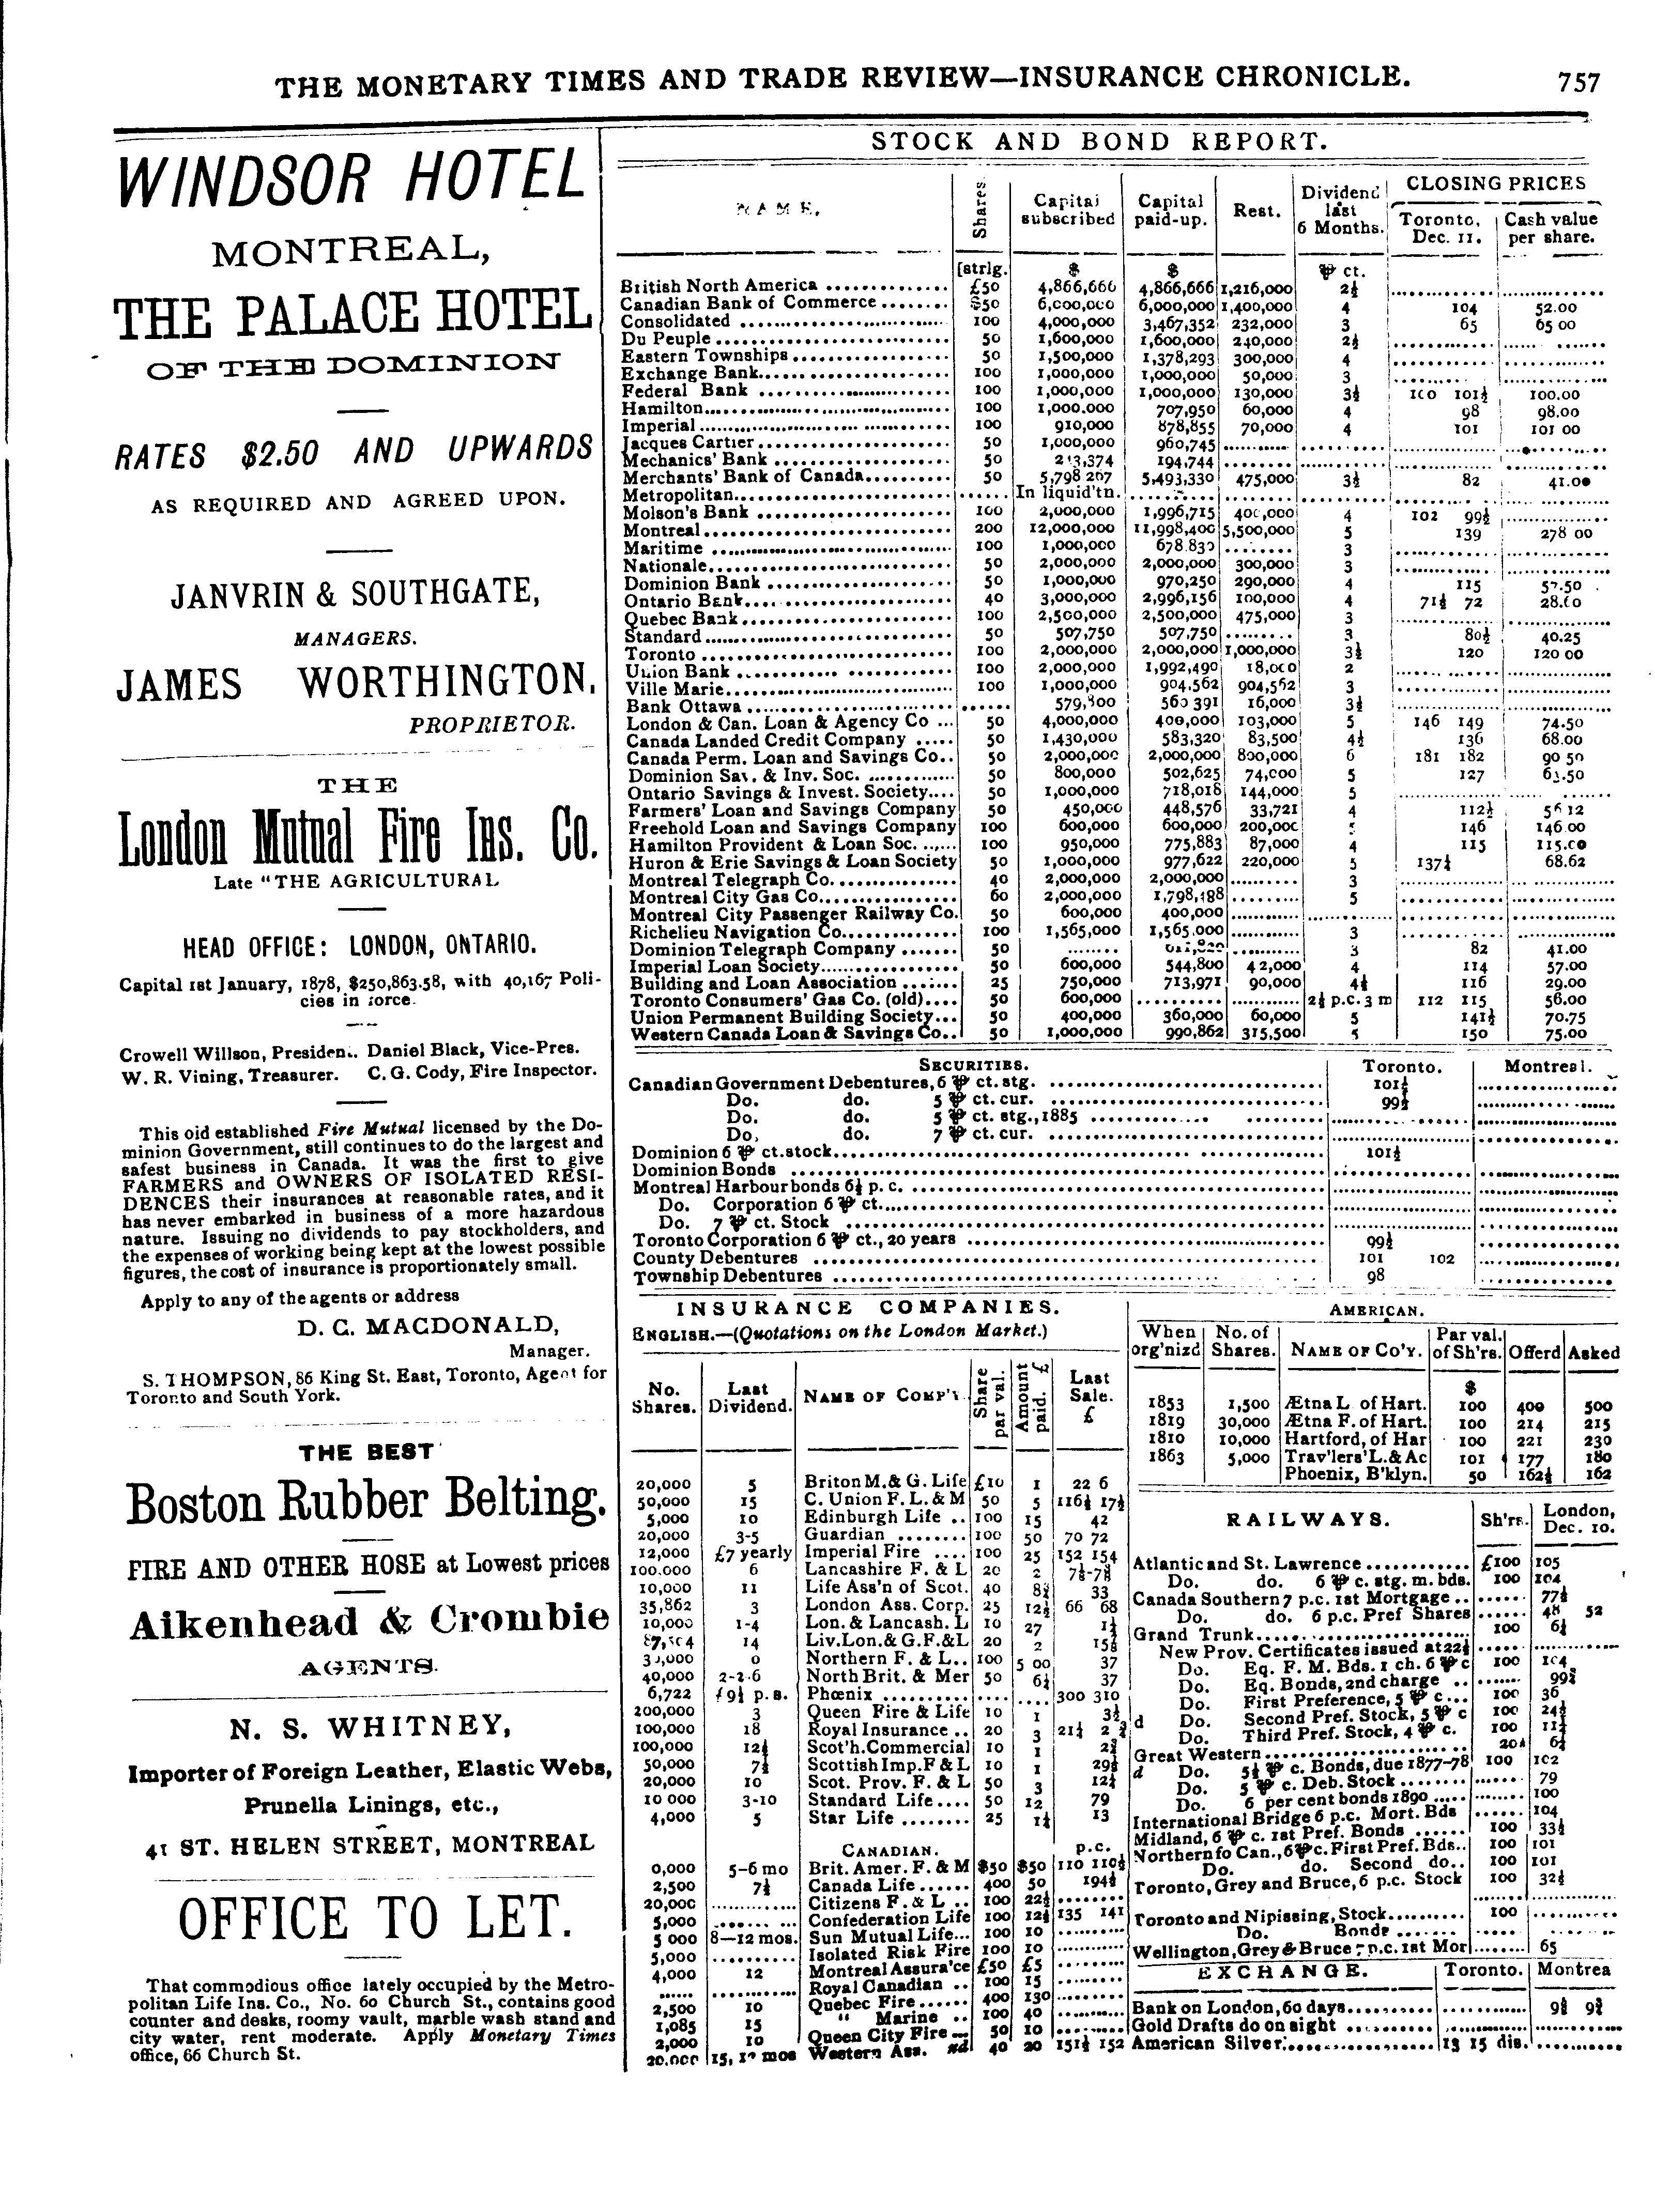 THE MONETARY TIMES AND TRADE REVIEW—INSURANCE CHRONICLE. 757
WINDSOR HOTEL
MONTREAL,
THE PALACE HOTEL
OF THE DOMINION
RATES $2.50 AND UPWARDS
AS REQUIRED AND AGREED UPON.
JANVRIN & SOUTHGATE,
MANAGERS.
JAMES WORTHINGTON,
PROPRIETOR.
THE
London Mutual Fire Ins. Co.
Late "THE AGRICULTURAL
HEAD OFFICE: LONDON, ONTARIO.
Capital 1st January, 1878, $250,863.58, with 40,167 Poli-
cies in force.
Crowell Willson, President. Daniel Black, Vice-Pres.
W. R. Vining, Treasurer. C. G. Cody, Fire Inspector.
This old established Fire Mutual licensed by the Do-
minion Government, still continues to do the largest and
safest business in Canada. It was the first to give
FARMERS and OWNERS OF ISOLATED RESI-
DENCES their insurances at reasonable rates, and it
has never embarked in business of a more hazardous
nature. Issuing no dividends to pay stockholders, and
the expenses of working being kept at the lowest possible
figures, the cost of insurance is proportionately small.
Apply to any of the agents or address
D. C. MACDONALD,
Manager.
S. THOMPSON, 86 King St. East, Toronto, Agent for
Toronto and South York.
THE BEST
Boston Rubber Belting.
FIRE AND OTHER HOSE at Lowest prices
Aikenhead & Crombie
AGENTS.
N. S. WHITNEY,
Importer of Foreign Leather, Elastic Webs,
Prunella Linings, etc.,
41 ST. HELEN STREET, MONTREAL
OFFICE TO LET.
That commodious office lately occupied by the Metro-
politan Life Ins. Co., No. 60 Church St., contains good
counter and desks, roomy vault, marble wash stand and
city water, rent moderate. Apply Monetary Times
office, 66 Church St.
STOCK AND BOND REPORT.
NAME. Shares. Capital subscribed Capital paid-up. Rest. Dividend last 6 Months. CLOSING PRICES
Toronto, Dec. 11. Cash value per share.
[strlg. $ $ ℔ ct.
British North America £50 4,866,666 4,866,666 1,216,000 2½
Canadian Bank of Commerce $50 6,000,000 6,000,000 1,400,000 4 104 52.00
Consolidated 100 4,000,000 3,467,352 232,000 3 65 65 00
Du Peuple 50 1,600,000 1,600,000 240,000 2½
Eastern Townships 50 1,500,000 1,378,293 300,000 4
Exchange Bank 100 1,000,000 1,000,000 50,000 3
Federal Bank 100 1,000,000 1,000,000 130,000 3½ 100 101½ 100.00
Hamilton 100 1,000.000 707,950 60,000 4 98 98.00
Imperial 100 910,000 878,855 70,000 4 101 101 00
Jacques Cartier 50 1,000,000 960,745
Mechanics' Bank 50 194,744
Merchants' Bank of Canada 50 5,798 267 5,493,330 475,000 3½ 82 41.00
Metropolitan In liquid'tn.
Molson's Bank 100 2,000,000 1,996,715 400,000 4 102 99½
Montreal 200 12,000,000 11,998,400 5,500,000 5 139 278 00
Maritime 100 1,000,000 678.830 3
Nationale 50 2,000,000 2,000,000 300,000 3
Dominion Bank 50 1,000,000 970,250 290,000 4 115 57.50
Ontario Bank 40 3,000,000 2,996,156 100,000 4 71½ 72 28.60
Quebec Bank 100 2,500,000 2,500,000 475,000 3
Standard 50 507,750 507,750 3 80½ 40.25
Toronto 100 2,000,000 2,000,000 1,000,000 3½ 120 120 00
Union Bank 100 2,000,000 1,992,490 18,000 2
Ville Marie 100 1,000,000 904,562 904,562 3
Bank Ottawa 560 391 16,000 3½
London & Can. Loan & Agency Co 50 4,000,000 400,000 103,000 5 146 149 74.50
Canada Landed Credit Company 50 1,430,000 583,320 83,500 4½ 136 68.00
Canada Perm. Loan and Savings Co. 50 2,000,000 2,000,000 800,000 6 181 182 90 50
Dominion Sav. & Inv. Soc. 50 800,000 502,625 74,000 5 127 63.50
Ontario Savings & Invest. Society 50 1,000,000 718,018 144,000 5
Farmers' Loan and Savings Company 50 450,000 448,576 33,721 4 112½ 56 12
Freehold Loan and Savings Company 100 600,000 600,000 200,000 146 146.00
Hamilton Provident & Loan Soc. 100 950,000 775,883 87,000 4 115 115.00
Huron & Erie Savings & Loan Society 50 1,000,000 977,622 220,000 5 137¼ 68.62
Montreal Telegraph Co. 40 2,000,000 2,000,000 3
Montreal City Gas Co. 60 2,000,000 1,798,488 5
Montreal City Passenger Railway Co. 50 600,000 400,000
Richelieu Navigation Co. 100 1,565,000 1,565,000 3
Dominion Telegraph Company 50 3 82 41.00
Imperial Loan Society 50 600,000 544,800 42,000 4 114 57.00
Building and Loan Association 25 750,000 713,971 90,000 4½ 116 29.00
Toronto Consumers' Gas Co. (old) 50 600,000 2½ p.c. 3 m 112 115 56.00
Union Permanent Building Society 50 400,000 360,000 60,000 5 141½ 70.75
Western Canada Loan & Savings Co. 50 1,000,000 990,862 315,500 5 150 75.00
SECURITIES. Toronto. Montreal.
Canadian Government Debentures, 6 ℔ ct. stg. 101½
Do. do. 5 ℔ ct. cur. 99½
Do. do. 5 ℔ ct. stg., 1885
Do, do. 7 ℔ ct. cur.
Dominion 6 ℔ ct. stock 101½
Dominion Bonds
Montreal Harbour bonds 6½ p. c.
Do. Corporation 6 ℔ ct.
Do. 7 ℔ ct. Stock
Toronto Corporation 6 ℔ ct., 20 years 99½
County Debentures 101 102
Township Debentures 98
INSURANCE COMPANIES.
ENGLISH.—(Quotations on the London Market.)
No. Shares. Last Dividend. NAME OF COMP'Y Share par val. Amount paid. £ Last Sale. £
20,000 5 Briton M. & G. Life £10 1 22 6
50,000 15 C. Union F. L. & M 50 5 116½ 17½
5,000 10 Edinburgh Life 100 15 42
20,000 3-5 Guardian 100 50 70 72
12,000 £7 yearly Imperial Fire 100 25 152 154
100.000 6 Lancashire F. & L 20 2
10,000 11 Life Ass'n of Scot. 40 33
35,862 3 London Ass. Corp. 25 12½ 66 68
10,000 1-4 Lon. & Lancash. L 10
14 Liv. Lon. & G.F. & L 20 2
0 Northern F. & L. 100 5 00 37
40,000 2-2-6 North Brit. & Mer 50 6¼ 37
6,722 £9½ p. s. Phœnix 300 310
200,000 3 Queen Fire & Life 10 1
100,000 18 Royal Insurance 20 3
100,000 12½ Scot'h. Commercial 10 1
50,000 7½ Scottish Imp. F & L 10 1
20,000 10 Scot. Prov. F. & L 50 3 12½
10 000 3-10 Standard Life 50 12 79
4,000 5 Star Life 25 1¼ 13
CANADIAN. p.c.
0,000 5-6 mo Brit. Amer. F. & M $50 $50 110 110½
2,500 7½ Canada Life 400 50 194½
20,000 Citizens F. & L 100 22½
5,000 Confederation Life 100 12½ 135 141
5 000 8—12 mos. Sun Mutual Life 100 10
5,000 Isolated Risk Fire 100 10
4,000 12 Montreal Assura'ce £50 £5
Royal Canadian 100 15
2,500 10 Quebec Fire 400 130
1,085 15 " Marine 100 40
2,000 10 Queen City Fire 50 10
20.000 Western Ass. xd 40 20 151½ 152
AMERICAN.
When org'nizd No. of Shares. NAME OF CO'Y. Par val. of Sh'rs. Offerd Asked
$
1853 1,500 Ætna L of Hart. 100 400 500
1819 30,000 Ætna F. of Hart. 100 214 215
1810 10,000 Hartford, of Har 100 221 230
1863 5,000 Trav'lers' L. & Ac 101 177 180
Phoenix, B'klyn. 50 162½ 162
RAILWAYS. Sh'rs. London, Dec. 10.
Atlantic and St. Lawrence £100 105
Do. do. 6 ℔ c. stg. m. bds. 100 104
Canada Southern 7 p.c. 1st Mortgage 77½
Do. do. 6 p.c. Pref Shares 48 52
Grand Trunk 100
New Prov. Certificates issued at 22½
Do. Eq. F. M. Bds. 1 ch. 6 ℔ c 100 104
Do. Eq. Bonds, 2nd charge
Do. First Preference, 5 ℔ c 100 36
Do. Second Pref. Stock, 5 ℔ c 100 24½
Do. Third Pref. Stock, 4 ℔ c. 100
Great Western
Do. 5½ ℔ c. Bonds, due 1877-78 100 102
Do. 5 ℔ c. Deb. Stock 79
Do. 6 per cent bonds 1890 100
International Bridge 6 p.c. Mort. Bds 104
Midland, 6 ℔ c. 1st Pref. Bonds 100 33½
Northern fo Can., 6 ℔ c. First Pref. Bds. 100 101
Do. do. Second do. 100 101
Toronto, Grey and Bruce, 6 p.c. Stock 100 32½
Toronto and Nipissing, Stock 100
Do. Bonds
Wellington, Grey & Bruce 7 p.c. 1st Mor 65
EXCHANGE. Toronto. Montrea
Bank on London, 60 days
Gold Drafts do on sight
American Silver 13 15 dis.